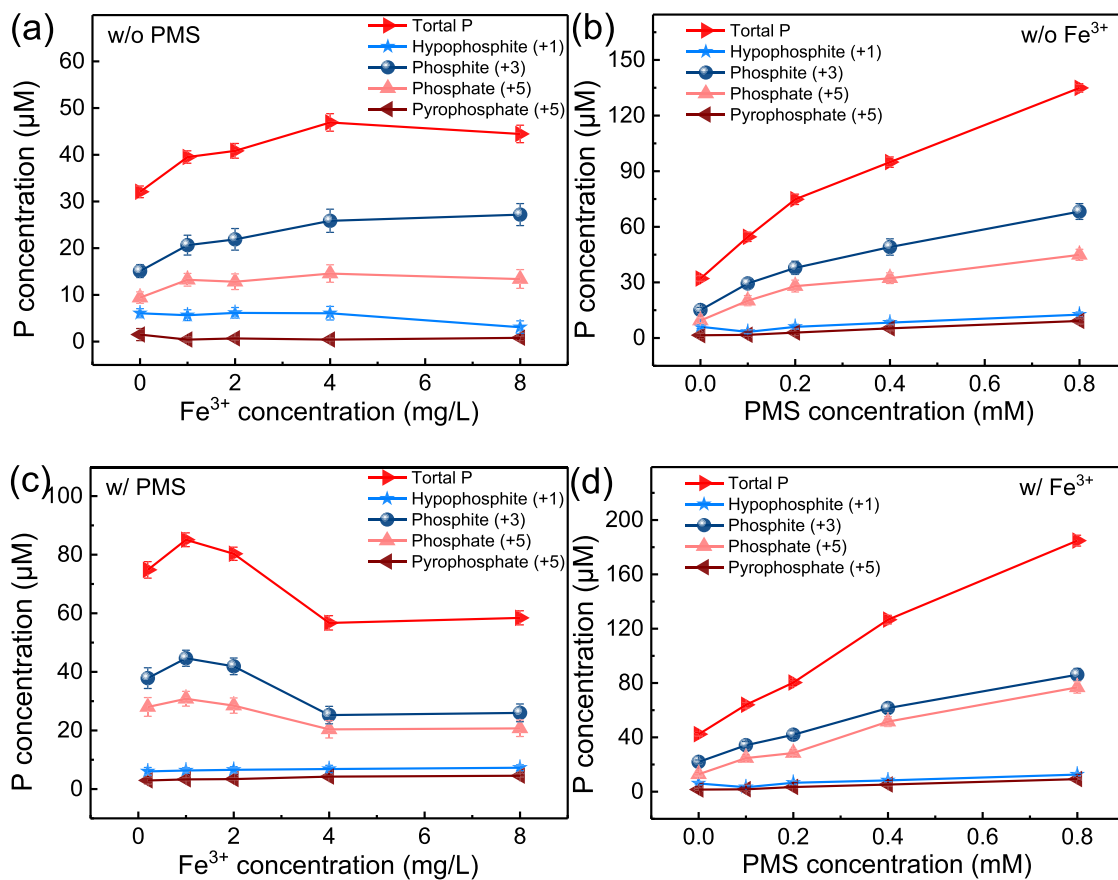 (a)
w/o PMS
Tortal P
Hypophosphite (+1)
Phosphite (+3)
Phosphate (+5)
Pyrophosphate (+5)
60
50
40
30
20
10
0
P concentration (μM)
0
2
4
6
8
Fe³⁺ concentration (mg/L)
(b)
w/o Fe³⁺
Tortal P
Hypophosphite (+1)
Phosphite (+3)
Phosphate (+5)
Pyrophosphate (+5)
150
120
90
60
30
0
P concentration (μM)
0.0
0.2
0.4
0.6
0.8
PMS concentration (mM)
(c)
w/ PMS
Tortal P
Hypophosphite (+1)
Phosphite (+3)
Phosphate (+5)
Pyrophosphate (+5)
100
80
60
40
20
0
P concentration (μM)
0
2
4
6
8
Fe³⁺ concentration (mg/L)
(d)
w/ Fe³⁺
Tortal P
Hypophosphite (+1)
Phosphite (+3)
Phosphate (+5)
Pyrophosphate (+5)
200
160
120
80
40
0
P concentration (μM)
0.0
0.2
0.4
0.6
0.8
PMS concentration (mM)